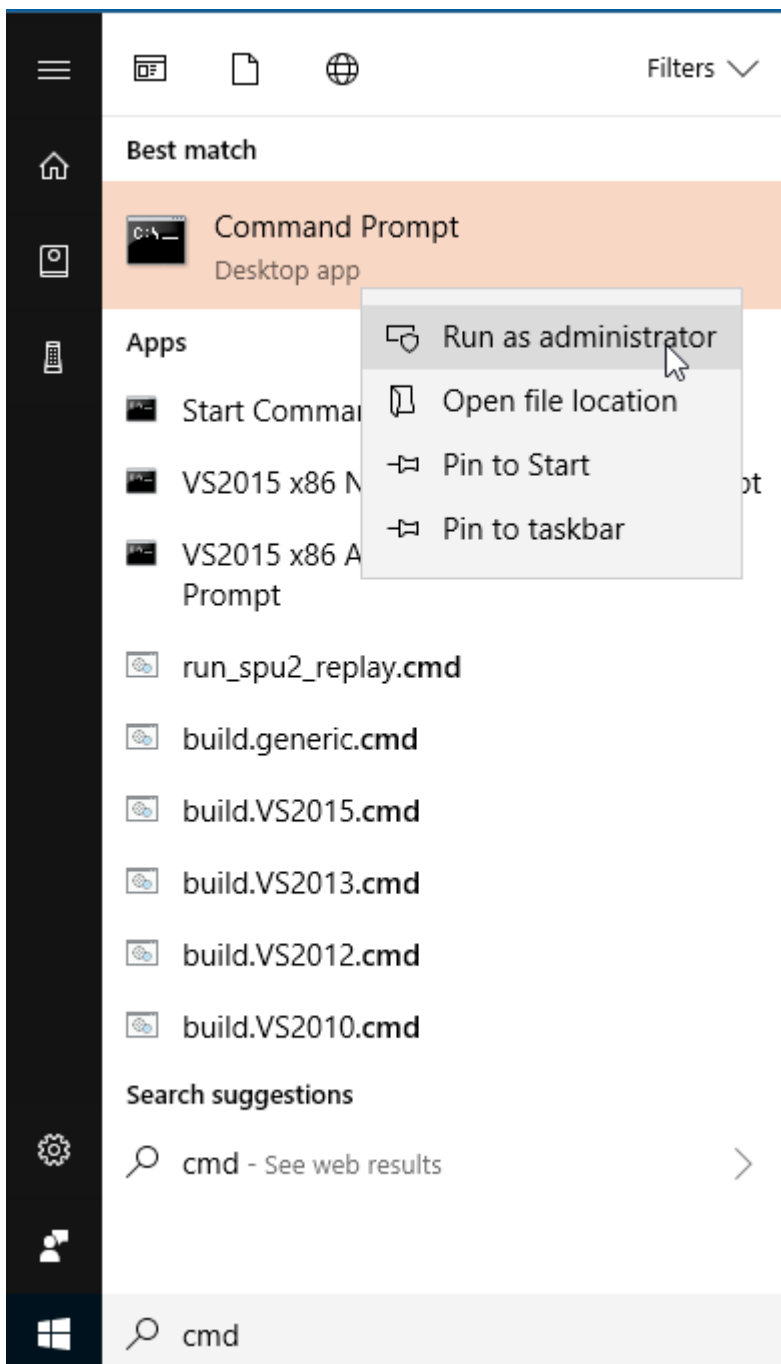 Filters
Best match
Command Prompt
Desktop app
Run as administrator
Open file location
Pin to Start
Pin to taskbar
Apps
Start
VS2015 x86
VS2015 x86
Prompt
run_spu2_replay.cmd
build.generic.cmd
build.VS2015.cmd
build.VS2013.cmd
build.VS2012.cmd
build.VS2010.cmd
Search suggestions
cmd - See web results
cmd